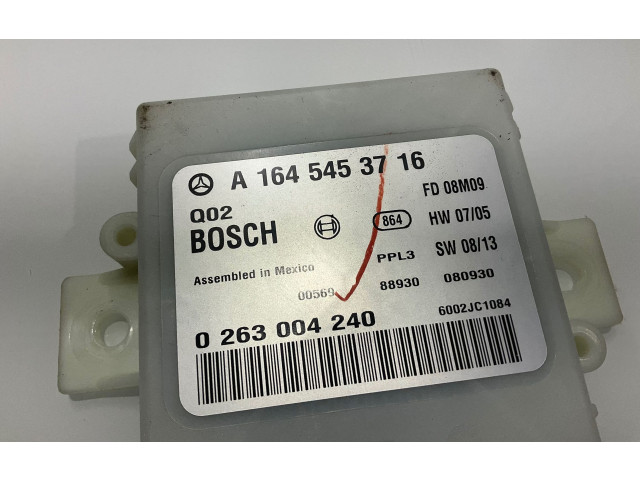 A 164 545 37 16
Q02
FD 08M09
BOSCH 864 HW 07/05
PPL3 SW 08/13
Assembled in Mexico
00569 88930 080930
6002JC1084
0 263 004 240